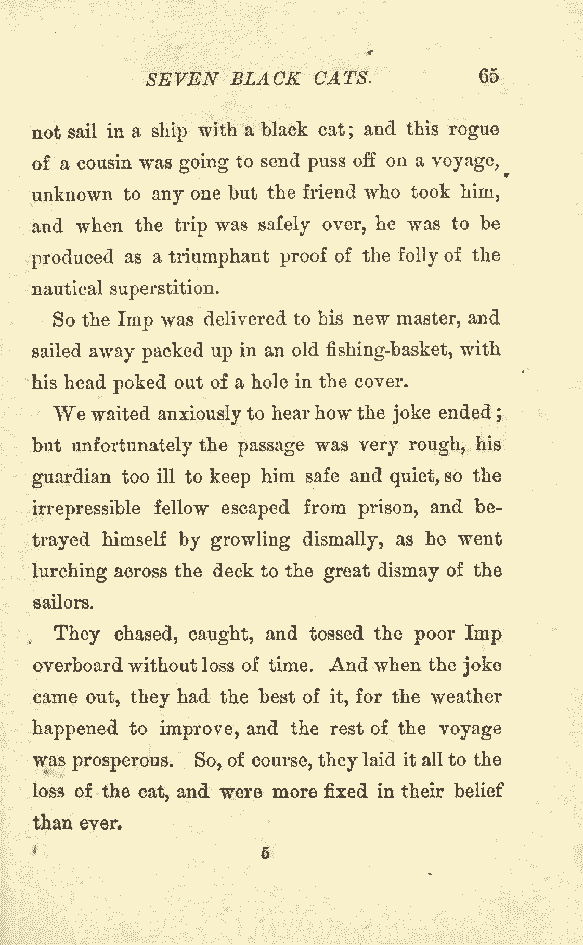 SEVEN BLACK CATS. 65
not sail in a ship with a black cat; and this rogue
of a cousin was going to send puss off on a voyage,
unknown to any one but the friend who took him,
and when the trip was safely over, he was to be
produced as a triumphant proof of the folly of the
nautical superstition.
So the Imp was delivered to his new master, and
sailed away packed up in an old fishing-basket, with
his head poked out of a hole in the cover.
We waited anxiously to hear how the joke ended;
but unfortunately the passage was very rough, his
guardian too ill to keep him safe and quiet, so the
irrepressible fellow escaped from prison, and be-
trayed himself by growling dismally, as he went
lurching across the deck to the great dismay of the
sailors.
They chased, caught, and tossed the poor Imp
overboard without loss of time. And when the joke
came out, they had the best of it, for the weather
happened to improve, and the rest of the voyage
was prosperous. So, of course, they laid it all to the
loss of the cat, and were more fixed in their belief
than ever.
5